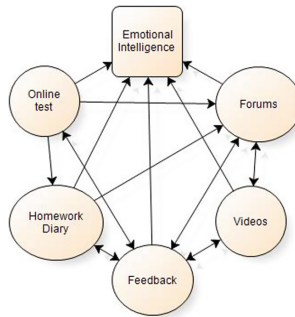 Emotional
Intelligence
Online
test
Forums
Homework
Diary
Videos
Feedback